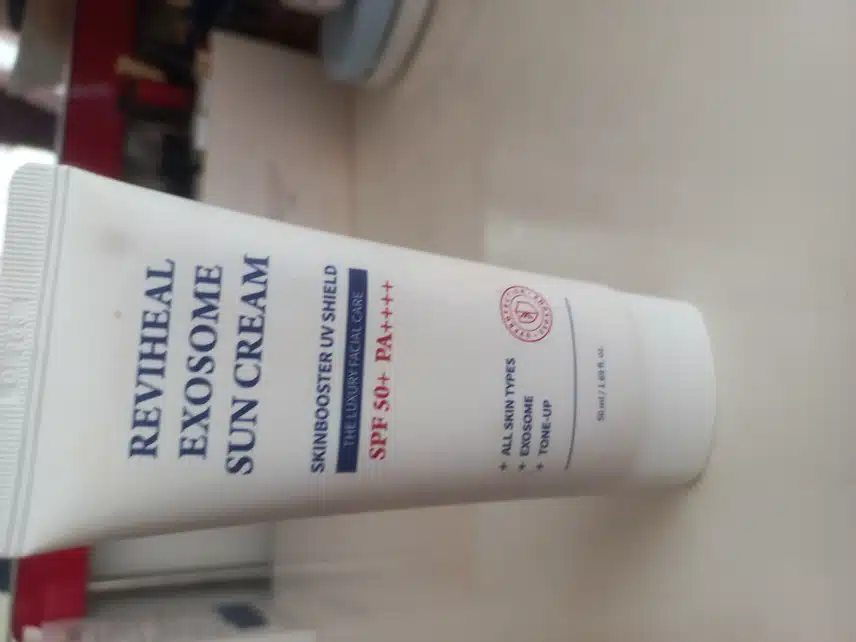 REVIHEAL
EXOSOME
SUN CREAM
SKINBOOSTER UV SHIELD
THE LUXURY FACIAL CARE
SPF 50+ PA++++
+ ALL SKIN TYPES
+ EXOSOME
+ TONE-UP
50 ml / 1.69 fl. oz.